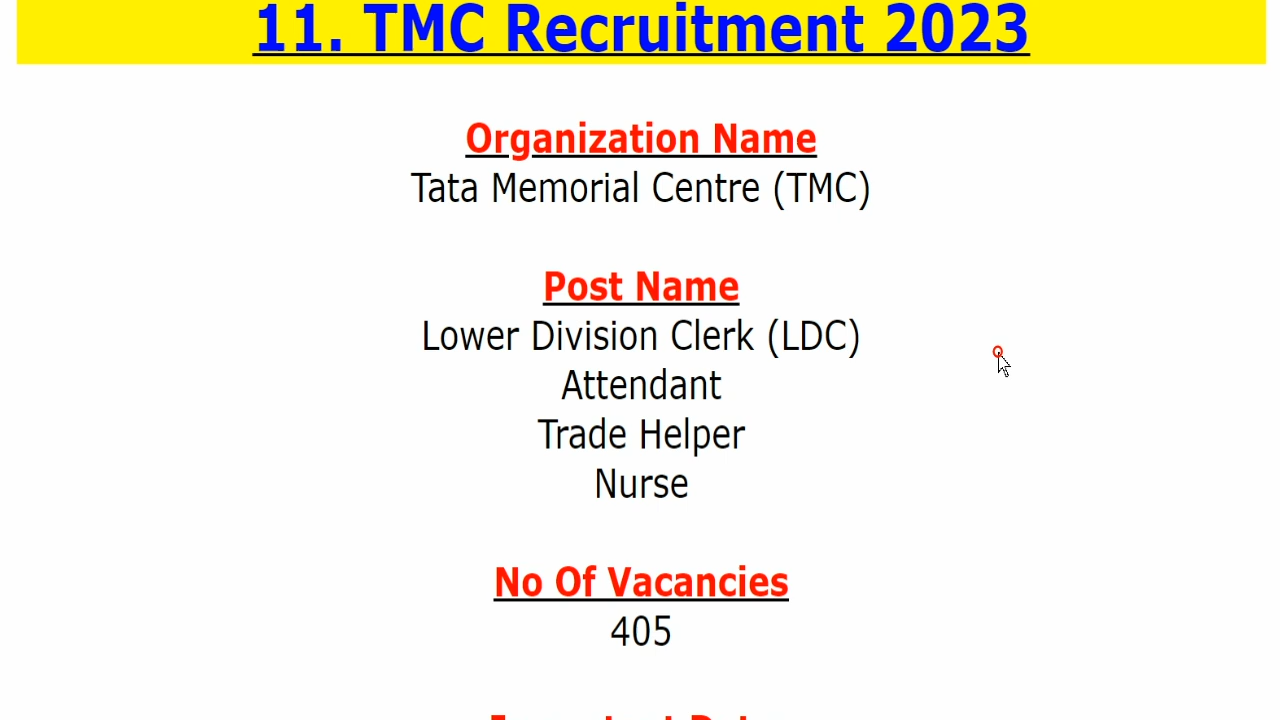 11. TMC Recruitment 2023
Organization Name
Tata Memorial Centre (TMC)
Post Name
Lower Division Clerk (LDC)
Attendant
Trade Helper
Nurse
No Of Vacancies
405